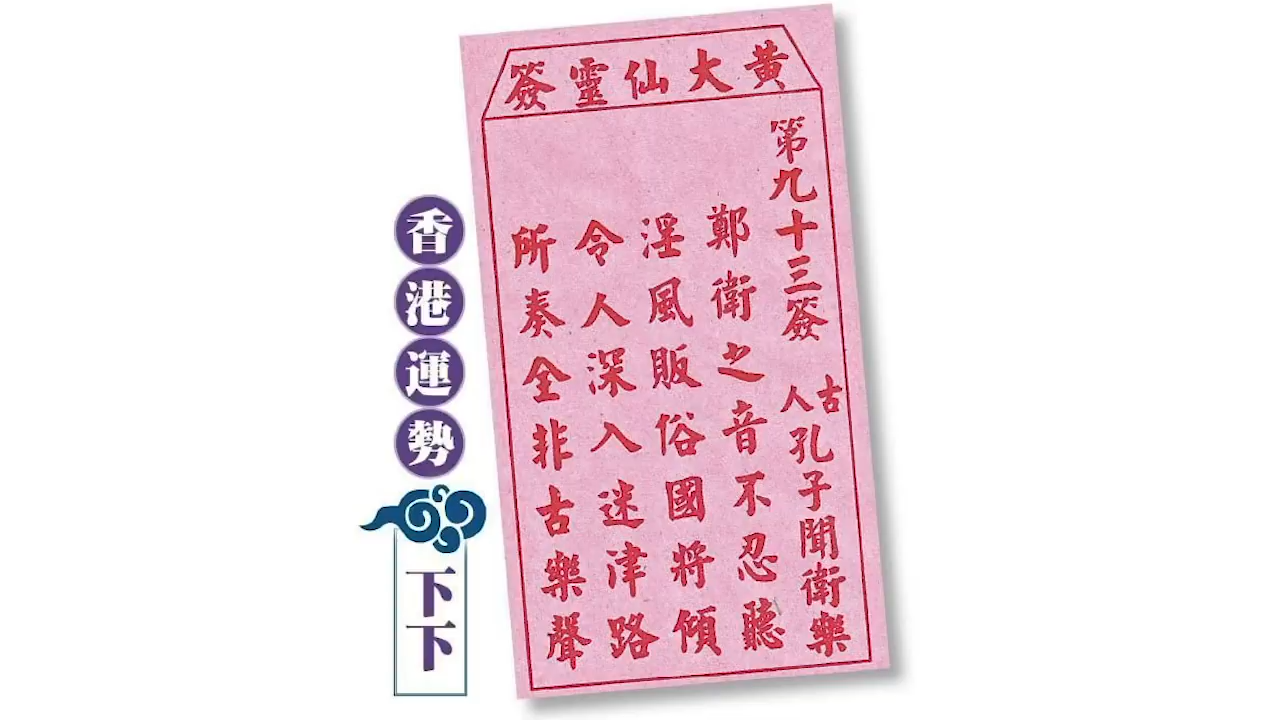 黃大仙靈簽
第九十三簽 古人孔子聞衛樂
鄭衛之音不忍聽
淫風販俗國將傾
令人深入迷津路
所奏全非古樂聲
香港運勢
下下